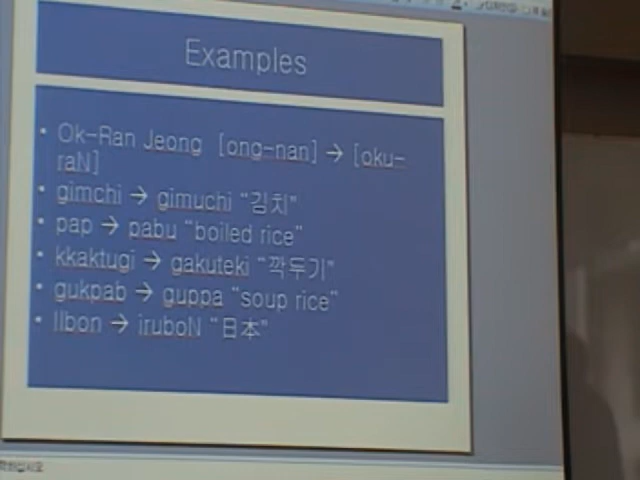 Examples
• Ok-Ran Jeong [ong-nan] → [oku-
raN]
• gimchi → gimuchi "김치"
• pap → pabu "boiled rice"
• kkaktugi → gakuteki "깍두기"
• gukpab → guppa "soup rice"
• Ilbon → iruboN "日本"